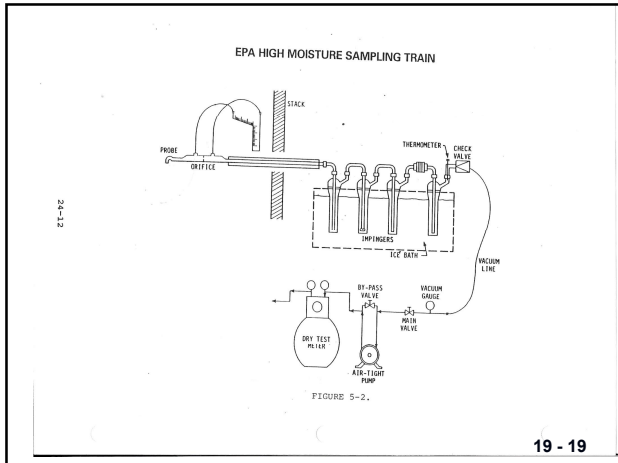 EPA HIGH MOISTURE SAMPLING TRAIN
STACK
THERMOMETER
CHECK
VALVE
PROBE
ORIFICE
24-12
IMPINGERS
ICE BATH
VACUUM
LINE
BY-PASS
VALVE
VACUUM
GAUGE
MAIN
VALVE
DRY TEST
METER
AIR-TIGHT
PUMP
FIGURE 5-2.
19 - 19